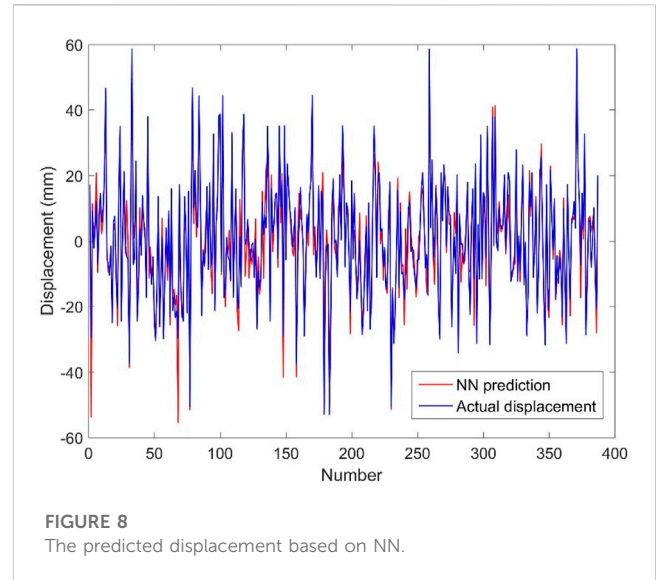 60
40
20
0
-20
-40
-60
Displacement (mm)
NN prediction
Actual displacement
0 50 100 150 200 250 300 350 400
Number
FIGURE 8
The predicted displacement based on NN.